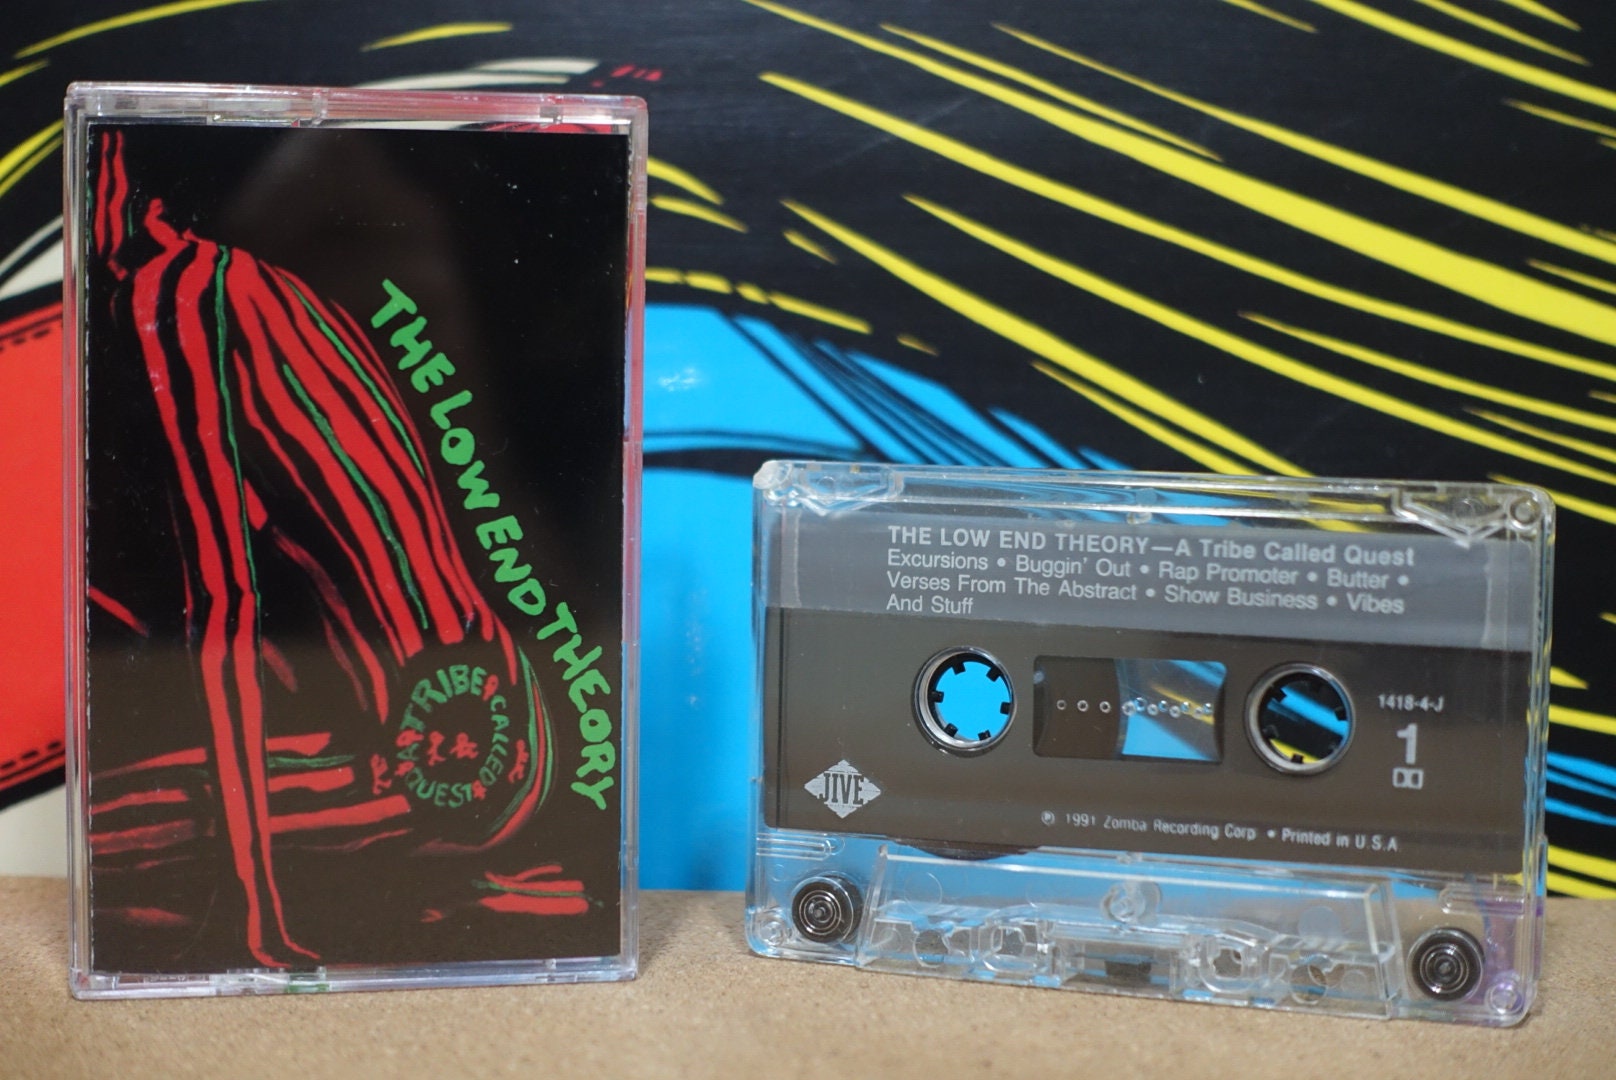 THE LOW END THEORY
A TRIBE CALLED QUEST
THE LOW END THEORY—A Tribe Called Quest
Excursions • Buggin' Out • Rap Promoter • Butter •
Verses From The Abstract • Show Business • Vibes
And Stuff
1418-4-J
1
JIVE
℗ 1991 Zomba Recording Corp • Printed in U.S.A